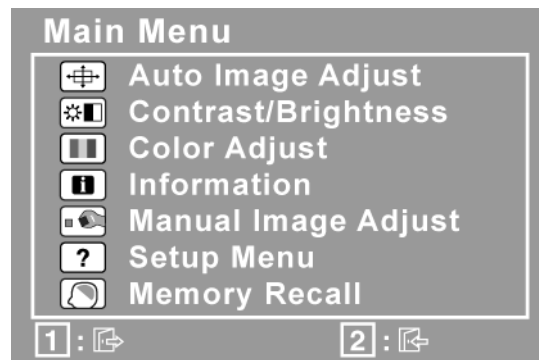 Main Menu
Auto Image Adjust
Contrast/Brightness
Color Adjust
i Information
Manual Image Adjust
? Setup Menu
Memory Recall
1 : 2 :